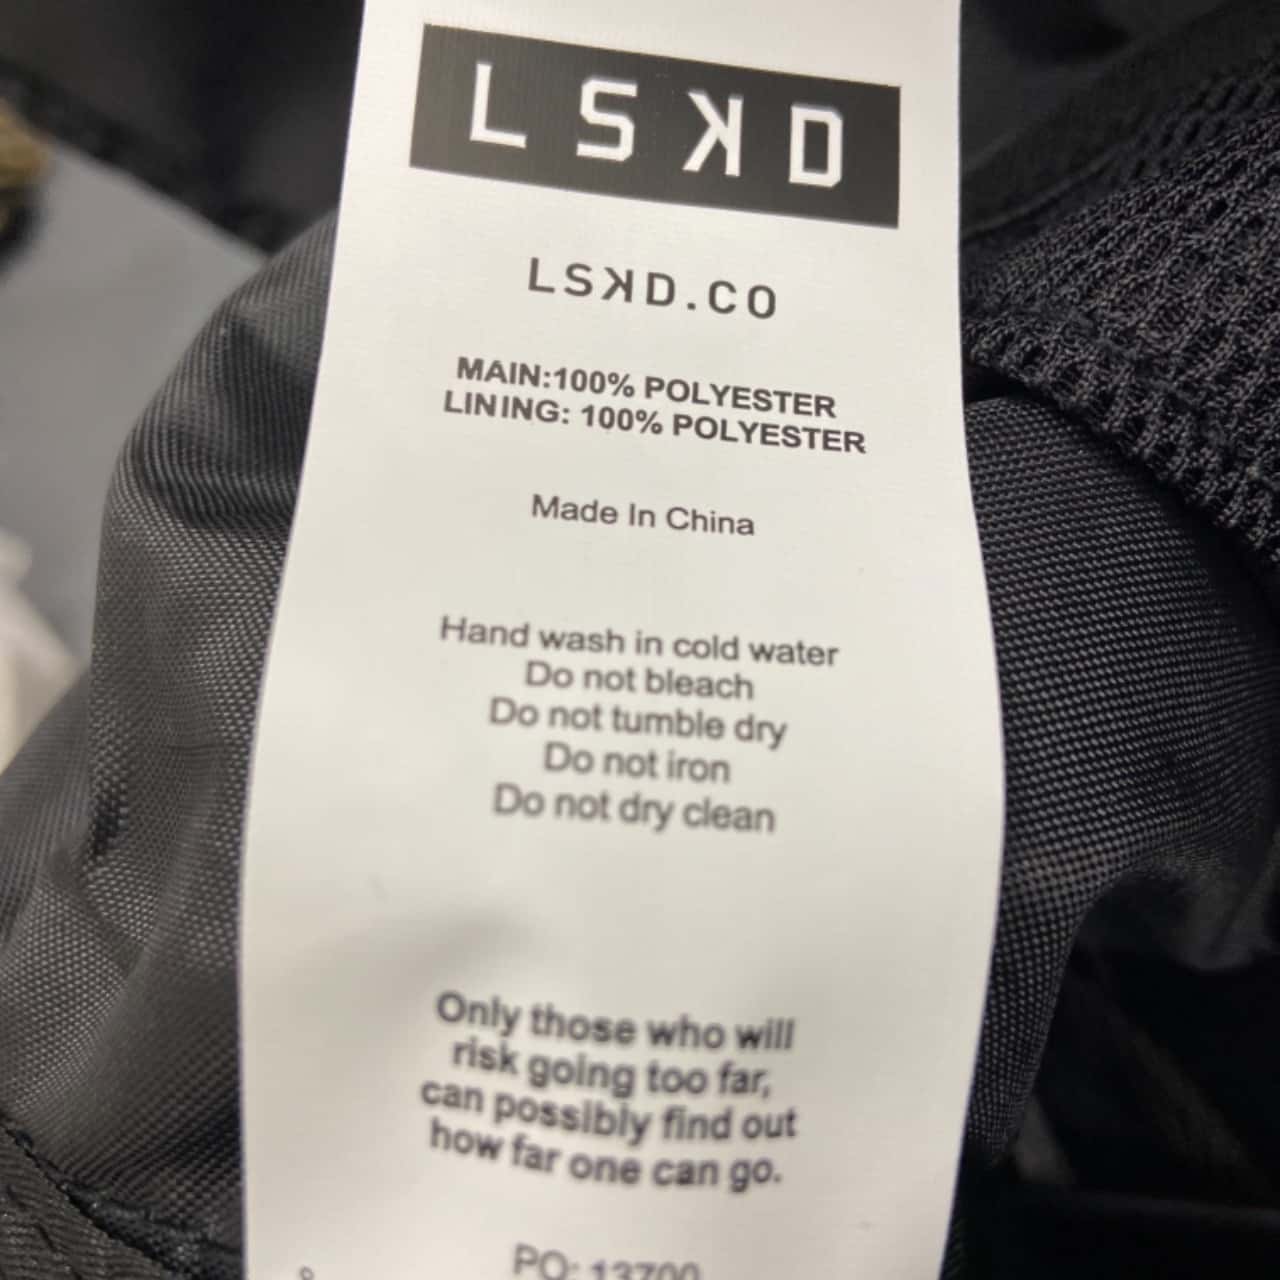 LSKD
LSKD.CO
MAIN:100% POLYESTER
LINING: 100% POLYESTER
Made In China
Hand wash in cold water
Do not bleach
Do not tumble dry
Do not iron
Do not dry clean
Only those who will
risk going too far,
can possibly find out
how far one can go.
PO: 13700